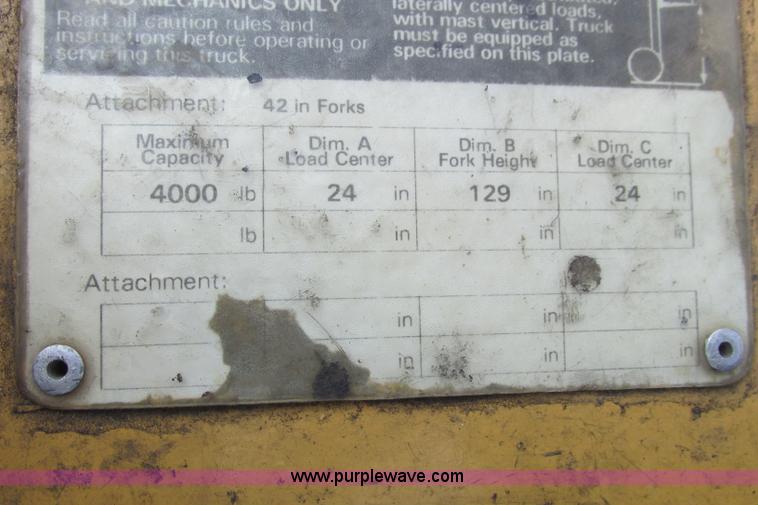 AND MECHANICS ONLY
Read all caution rules and
instructions before operating or
servicing this truck.
laterally centered loads,
with mast vertical. Truck
must be equipped as
specified on this plate.
Attachment: 42 in Forks
Maximum Capacity Dim. A Load Center Dim. B Fork Height Dim. C Load Center
4000 lb 24 in 129 in 24 in
lb in in in
Attachment:
in in in
in in in
www.purplewave.com